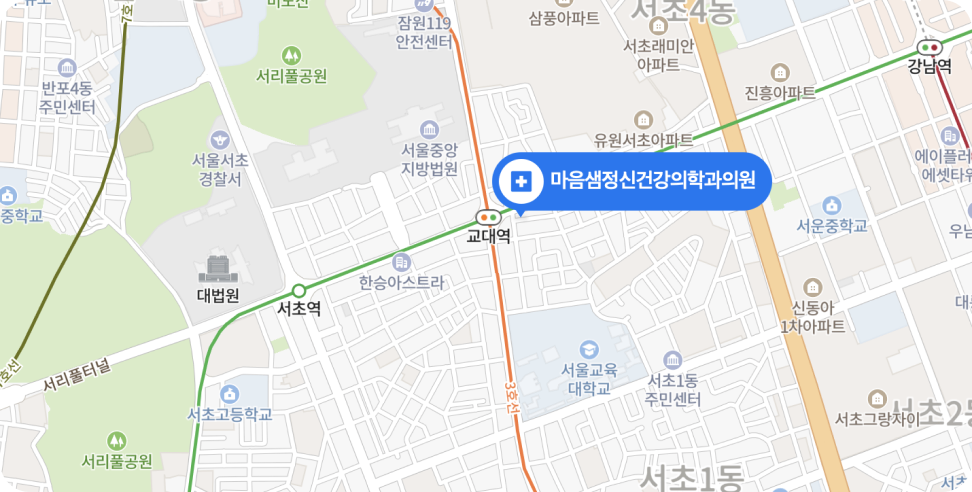 7호선
잠원119
안전센터
삼풍아파트
서초4동
서초래미안
아파트
강남역
서리풀공원
반포4동
주민센터
진흥아파트
유원서초아파트
서울중앙
지방법원
서울서초
경찰서
에이플러
에셋타워
마음샘정신건강의학과의원
중학교
서운중학교
교대역
한승아스트라
대법원
서초역
신동아
1차아파트
서리풀터널
서울교육
대학교
서초1동
주민센터
3호선
서초고등학교
서초그랑자이
서초2동
서리풀공원
서초1동